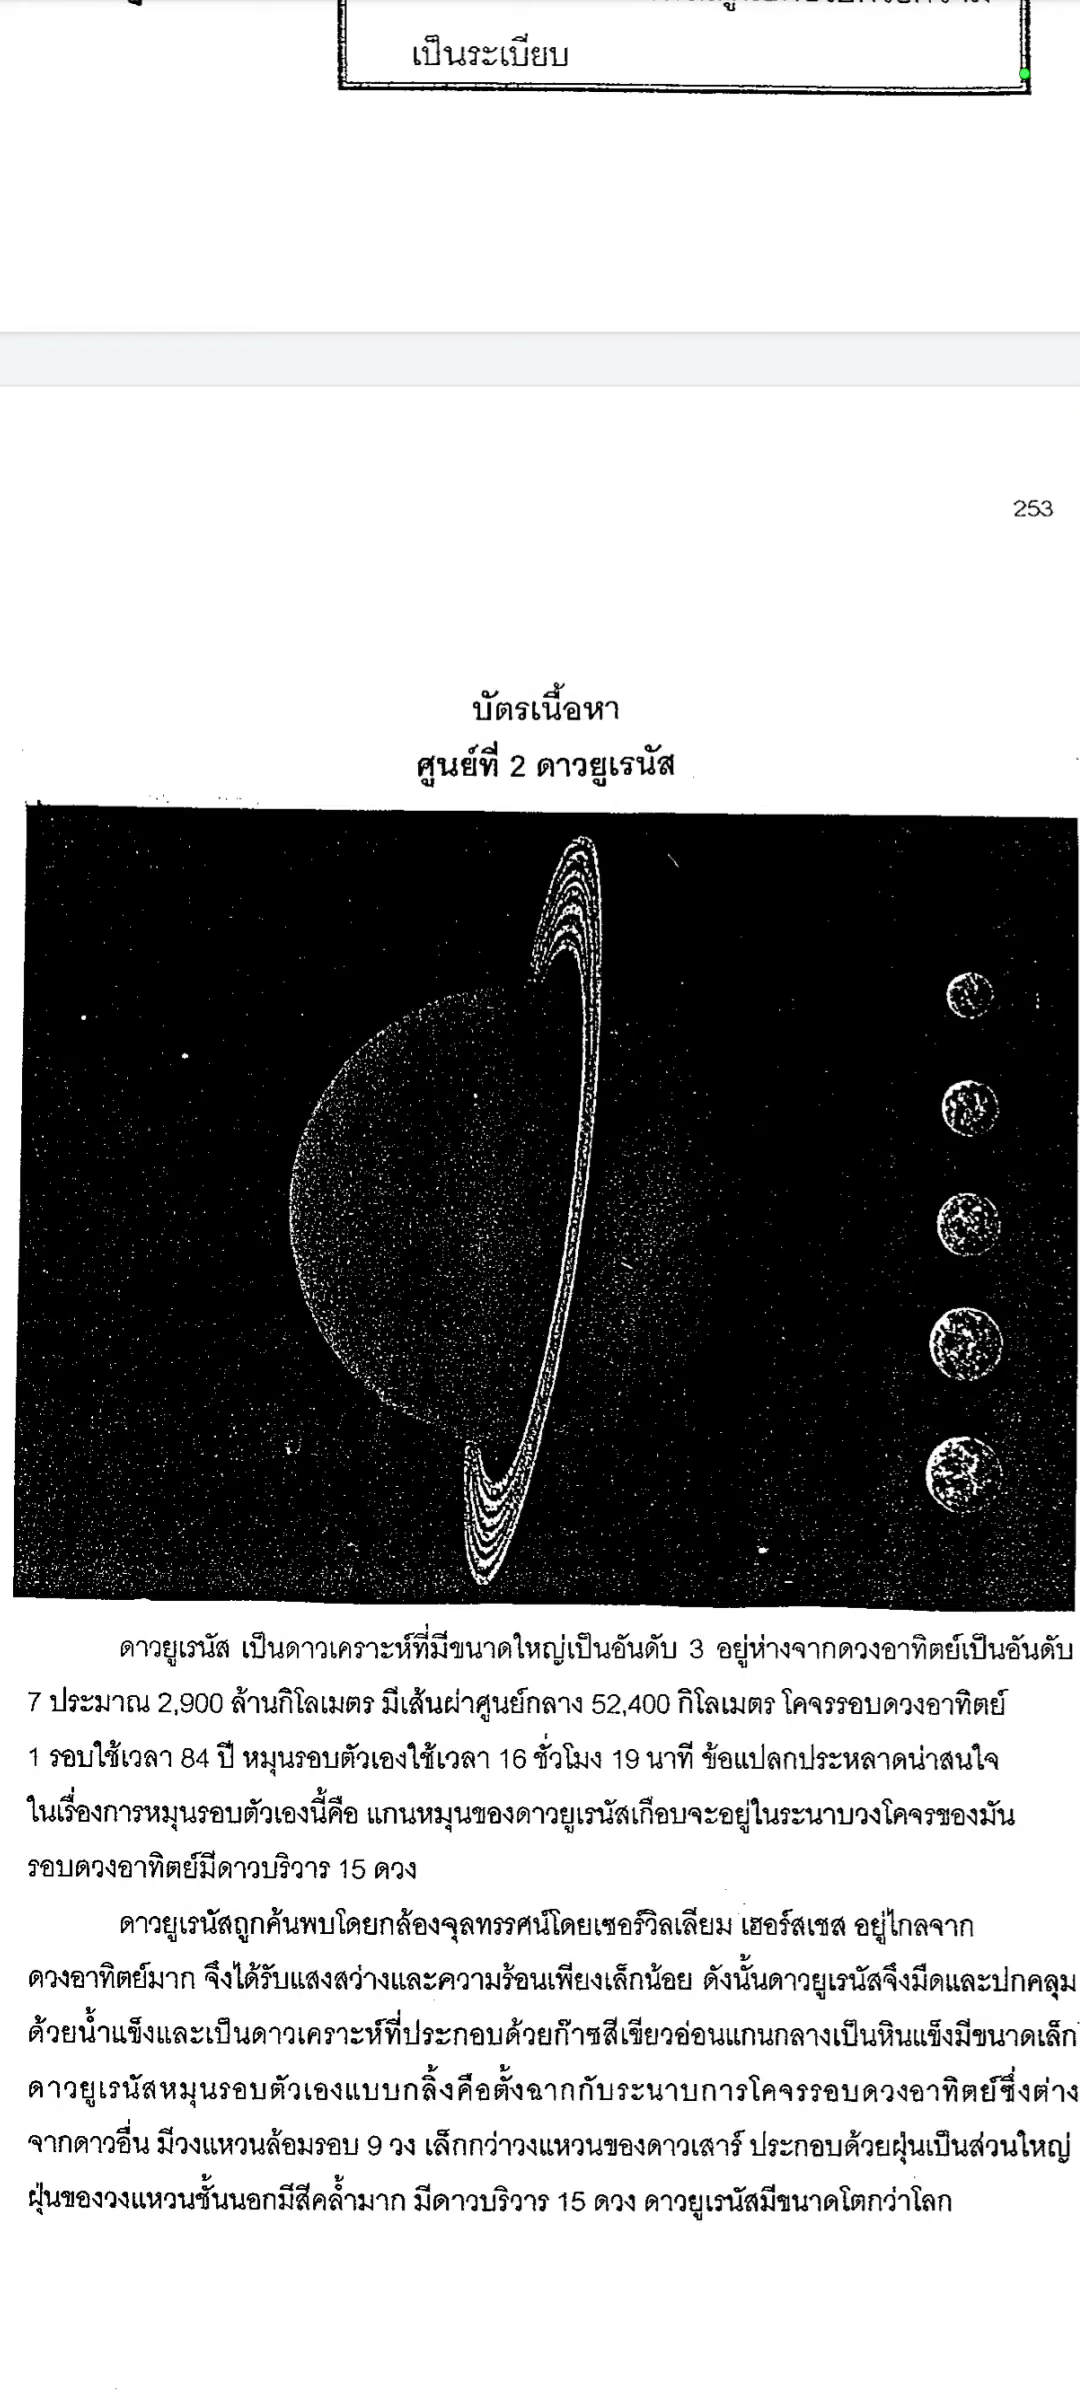 เป็นระเบียบ
253
บัตรเนื้อหา
ศูนย์ที่ 2 ดาวยูเรนัส
ดาวยูเรนัส เป็นดาวเคราะห์ที่มีขนาดใหญ่เป็นอันดับ 3 อยู่ห่างจากดวงอาทิตย์เป็นอันดับ
7 ประมาณ 2,900 ล้านกิโลเมตร มีเส้นผ่าศูนย์กลาง 52,400 กิโลเมตร โคจรรอบดวงอาทิตย์
1 รอบใช้เวลา 84 ปี หมุนรอบตัวเองใช้เวลา 16 ชั่วโมง 19 นาที ข้อแปลกประหลาดน่าสนใจ
ในเรื่องการหมุนรอบตัวเองนี้คือ แกนหมุนของดาวยูเรนัสเกือบจะอยู่ในระนาบวงโคจรของมัน
รอบดวงอาทิตย์มีดาวบริวาร 15 ดวง
ดาวยูเรนัสถูกค้นพบโดยกล้องจุลทรรศน์โดยเซอร์วิลเลียม เฮอร์สเชส อยู่ไกลจาก
ดวงอาทิตย์มาก จึงได้รับแสงสว่างและความร้อนเพียงเล็กน้อย ดังนั้นดาวยูเรนัสจึงมืดและปกคลุม
ด้วยน้ำแข็งและเป็นดาวเคราะห์ที่ประกอบด้วยก๊าซสีเขียวอ่อนแกนกลางเป็นหินแข็งมีขนาดเล็ก
ดาวยูเรนัสหมุนรอบตัวเองแบบกลิ้งคือตั้งฉากกับระนาบการโคจรรอบดวงอาทิตย์ซึ่งต่าง
จากดาวอื่น มีวงแหวนล้อมรอบ 9 วง เล็กกว่าวงแหวนของดาวเสาร์ ประกอบด้วยฝุ่นเป็นส่วนใหญ่
ฝุ่นของวงแหวนชั้นนอกมีสีคล้ำมาก มีดาวบริวาร 15 ดวง ดาวยูเรนัสมีขนาดโตกว่าโลก